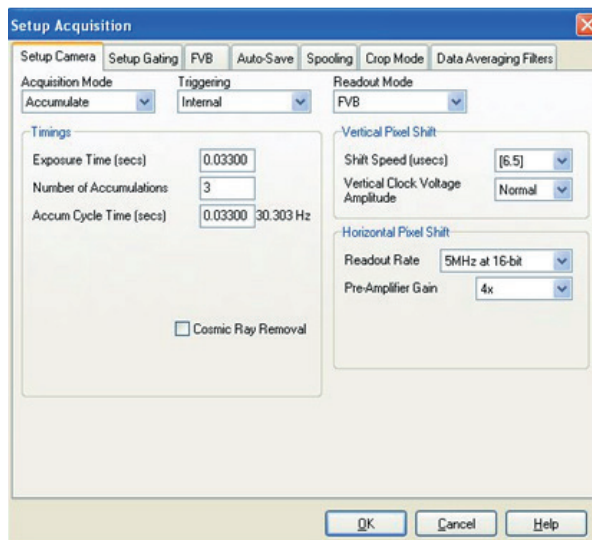 Setup Acquisition
Setup Camera Setup Gating FVB Auto-Save Spooling Crop Mode Data Averaging Filters
Acquisition Mode Triggering Readout Mode
Accumulate Internal FVB
Timings
Exposure Time (secs) 0.03300
Number of Accumulations 3
Accum Cycle Time (secs) 0.03300 30.303 Hz
Cosmic Ray Removal
Vertical Pixel Shift
Shift Speed (usecs) [6.5]
Vertical Clock Voltage
Amplitude Normal
Horizontal Pixel Shift
Readout Rate 5MHz at 16-bit
Pre-Amplifier Gain 4x
OK Cancel Help